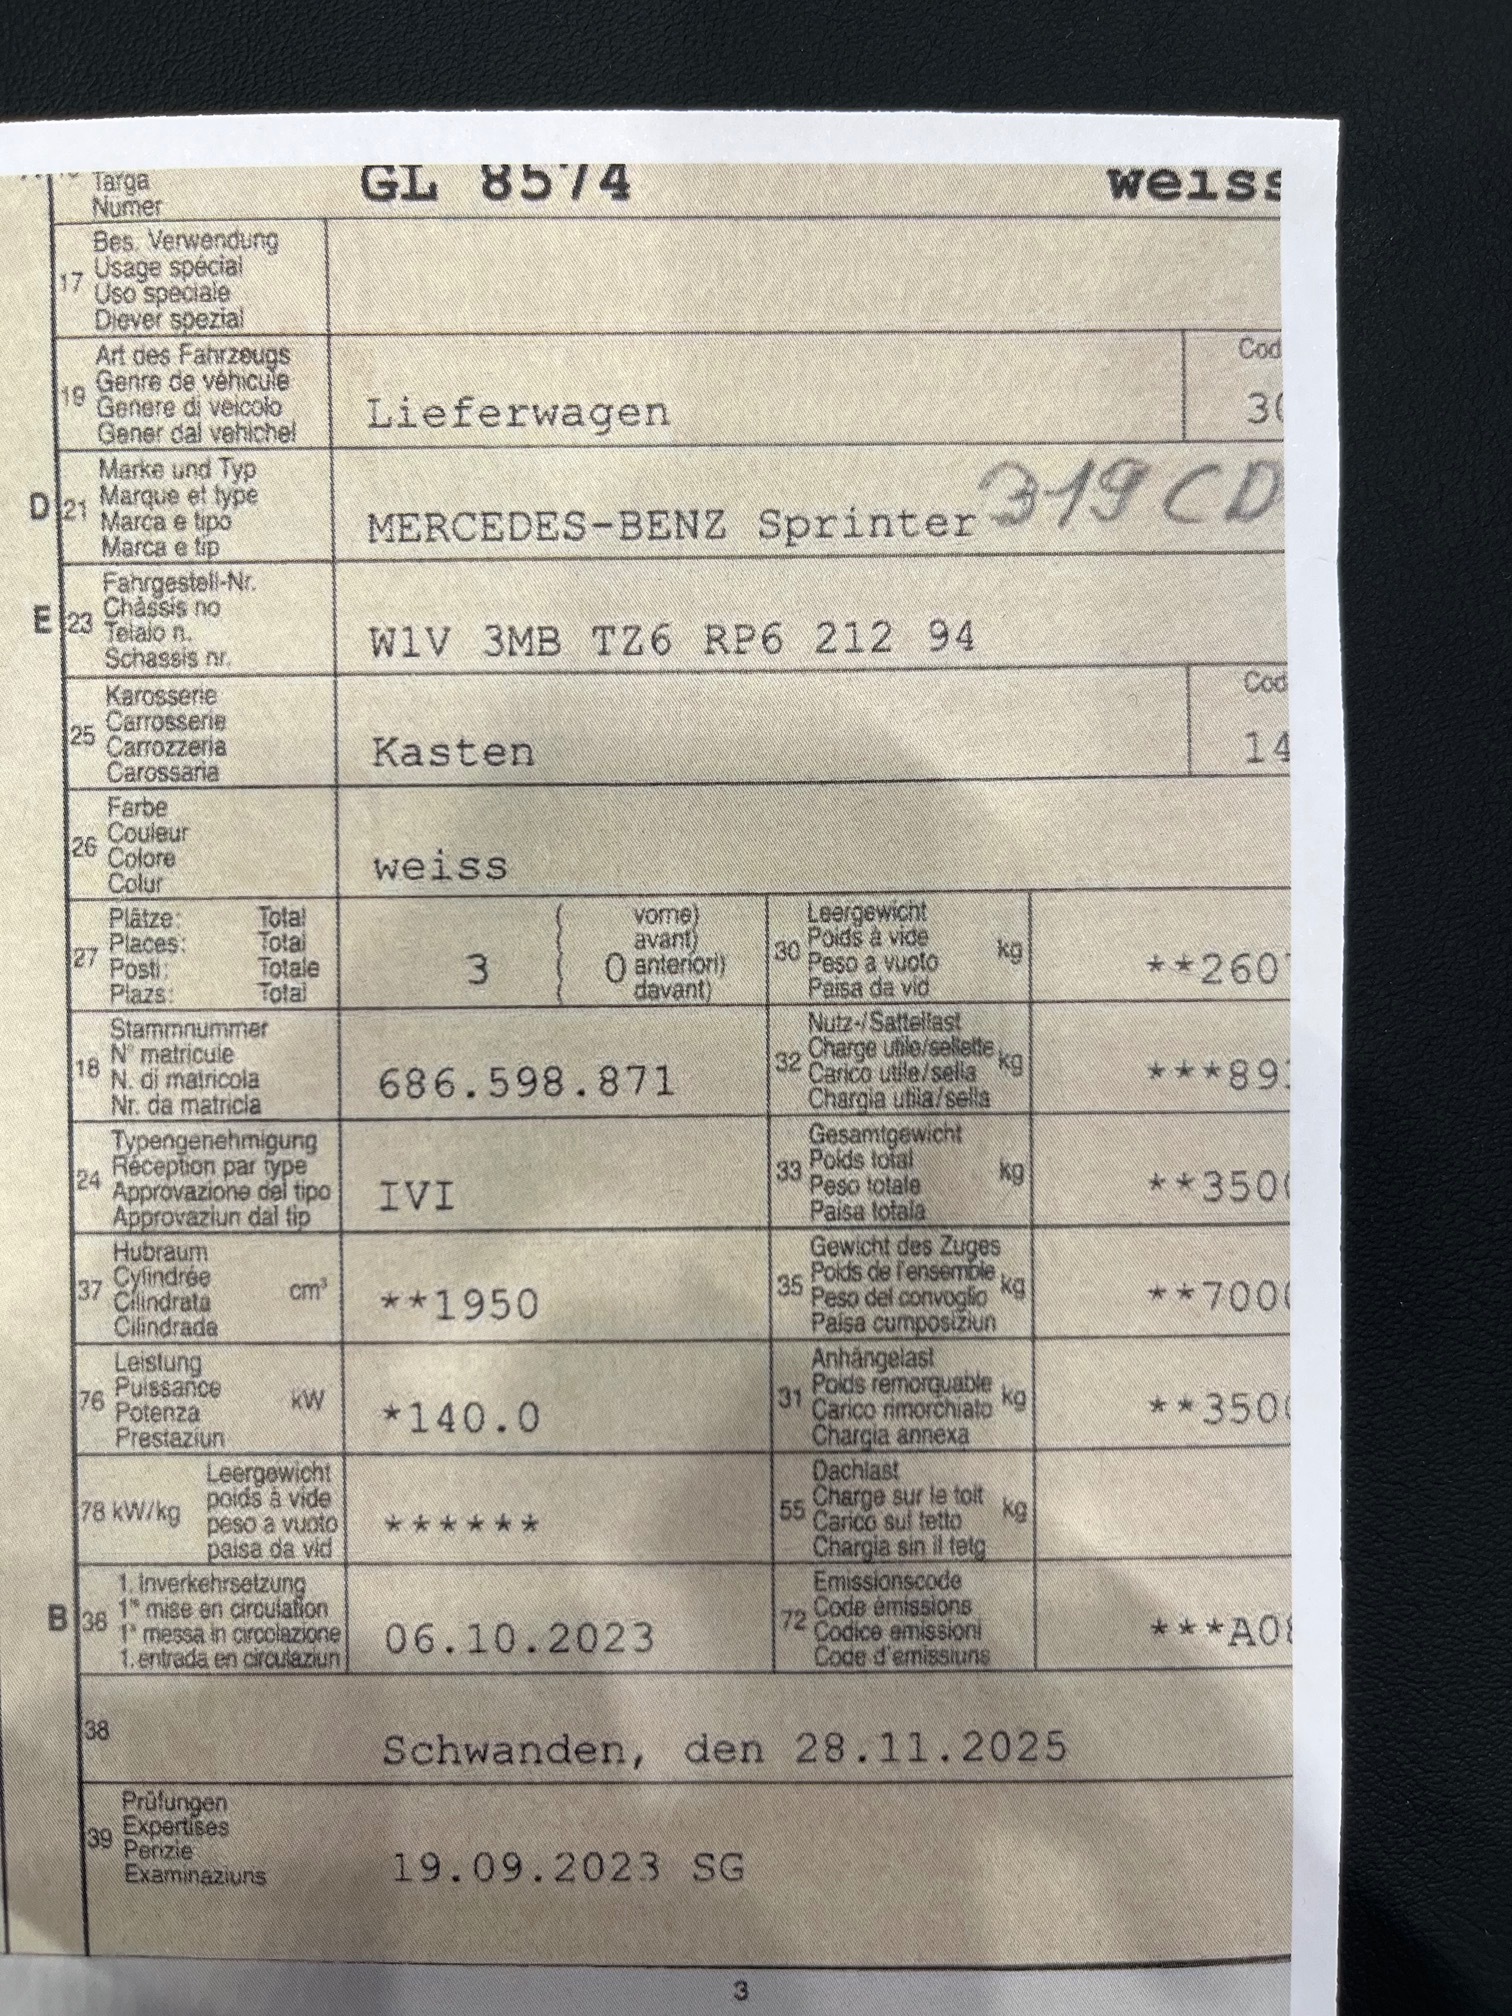 Targa
Numer
GL 8574 weiss
17 Bes. Verwendung
Usage spécial
Uso speciale
Diever spezial
19 Art des Fahrzeugs
Genre de véhicule
Genere di veicolo
Gener dal vehichel
Lieferwagen
Cod
30
D 21 Marke und Typ
Marque et type
Marca e tipo
Marca e tip
MERCEDES-BENZ Sprinter 319 CD
E 23 Fahrgestell-Nr.
Châssis no
Telaio n.
Schassis nr.
W1V 3MB TZ6 RP6 212 94
25 Karosserie
Carrosserie
Carrozzeria
Carossaria
Kasten
Cod
14
26 Farbe
Couleur
Colore
Colur
weiss
27 Plätze: Total
Places: Total
Posti: Totale
Plazs: Total
3 ( 0 vorne)
avant)
anteriori)
davant)
30 Leergewicht
Poids à vide
Peso a vuoto
Paisa da vid
kg
**2607
18 Stammnummer
N° matricule
N. di matricola
Nr. da matricla
686.598.871
32 Nutz-/Sattellast
Charge utile/sellette
Carico utile/sella
Chargia utila/sella
kg
***89
24 Typengenehmigung
Réception par type
Approvazione del tipo
Approvaziun dal tip
IVI
33 Gesamtgewicht
Poids total
Peso totale
Paisa totala
kg
**3500
37 Hubraum
Cylindrée
Cilindrata
Cilindrada
cm³
**1950
35 Gewicht des Zuges
Poids de l'ensemble
Peso del convoglio
Paisa cumposiziun
kg
**7000
76 Leistung
Puissance
Potenza
Prestaziun
kW
*140.0
31 Anhängelast
Poids remorquable
Carico rimorchiato
Chargia annexa
kg
**3500
78 kW/kg
Leergewicht
poids à vide
peso a vuoto
paisa da vid
******
55 Dachlast
Charge sur le toit
Carico sul tetto
Chargia sin il tetg
kg
B 36 1. Inverkehrsetzung
1re mise en circulation
1a messa in circolazione
1. entrada en circulaziun
06.10.2023
72 Emissionscode
Code émissions
Codice emissioni
Code d'emissiuns
***A08
38
Schwanden, den 28.11.2025
39 Prüfungen
Expertises
Perizie
Examinaziuns
19.09.2023 SG
3